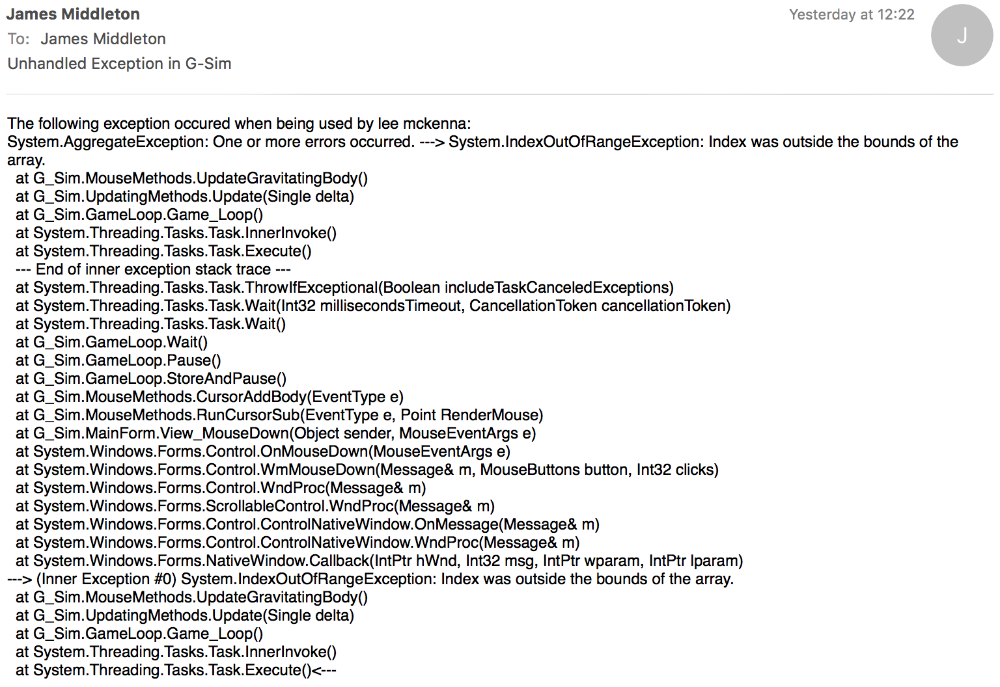 James Middleton
Yesterday at 12:22
J
To: James Middleton
Unhandled Exception in G-Sim
The following exception occured when being used by lee mckenna:
System.AggregateException: One or more errors occurred. ---> System.IndexOutOfRangeException: Index was outside the bounds of the
array.
at G_Sim.MouseMethods.UpdateGravitatingBody()
at G_Sim.UpdatingMethods.Update(Single delta)
at G_Sim.GameLoop.Game_Loop()
at System.Threading.Tasks.Task.InnerInvoke()
at System.Threading.Tasks.Task.Execute()
--- End of inner exception stack trace ---
at System.Threading.Tasks.Task.ThrowIfExceptional(Boolean includeTaskCanceledExceptions)
at System.Threading.Tasks.Task.Wait(Int32 millisecondsTimeout, CancellationToken cancellationToken)
at System.Threading.Tasks.Task.Wait()
at G_Sim.GameLoop.Wait()
at G_Sim.GameLoop.Pause()
at G_Sim.GameLoop.StoreAndPause()
at G_Sim.MouseMethods.CursorAddBody(EventType e)
at G_Sim.MouseMethods.RunCursorSub(EventType e, Point RenderMouse)
at G_Sim.MainForm.View_MouseDown(Object sender, MouseEventArgs e)
at System.Windows.Forms.Control.OnMouseDown(MouseEventArgs e)
at System.Windows.Forms.Control.WmMouseDown(Message& m, MouseButtons button, Int32 clicks)
at System.Windows.Forms.Control.WndProc(Message& m)
at System.Windows.Forms.ScrollableControl.WndProc(Message& m)
at System.Windows.Forms.Control.ControlNativeWindow.OnMessage(Message& m)
at System.Windows.Forms.Control.ControlNativeWindow.WndProc(Message& m)
at System.Windows.Forms.NativeWindow.Callback(IntPtr hWnd, Int32 msg, IntPtr wparam, IntPtr lparam)
---> (Inner Exception #0) System.IndexOutOfRangeException: Index was outside the bounds of the array.
at G_Sim.MouseMethods.UpdateGravitatingBody()
at G_Sim.UpdatingMethods.Update(Single delta)
at G_Sim.GameLoop.Game_Loop()
at System.Threading.Tasks.Task.InnerInvoke()
at System.Threading.Tasks.Task.Execute()<---